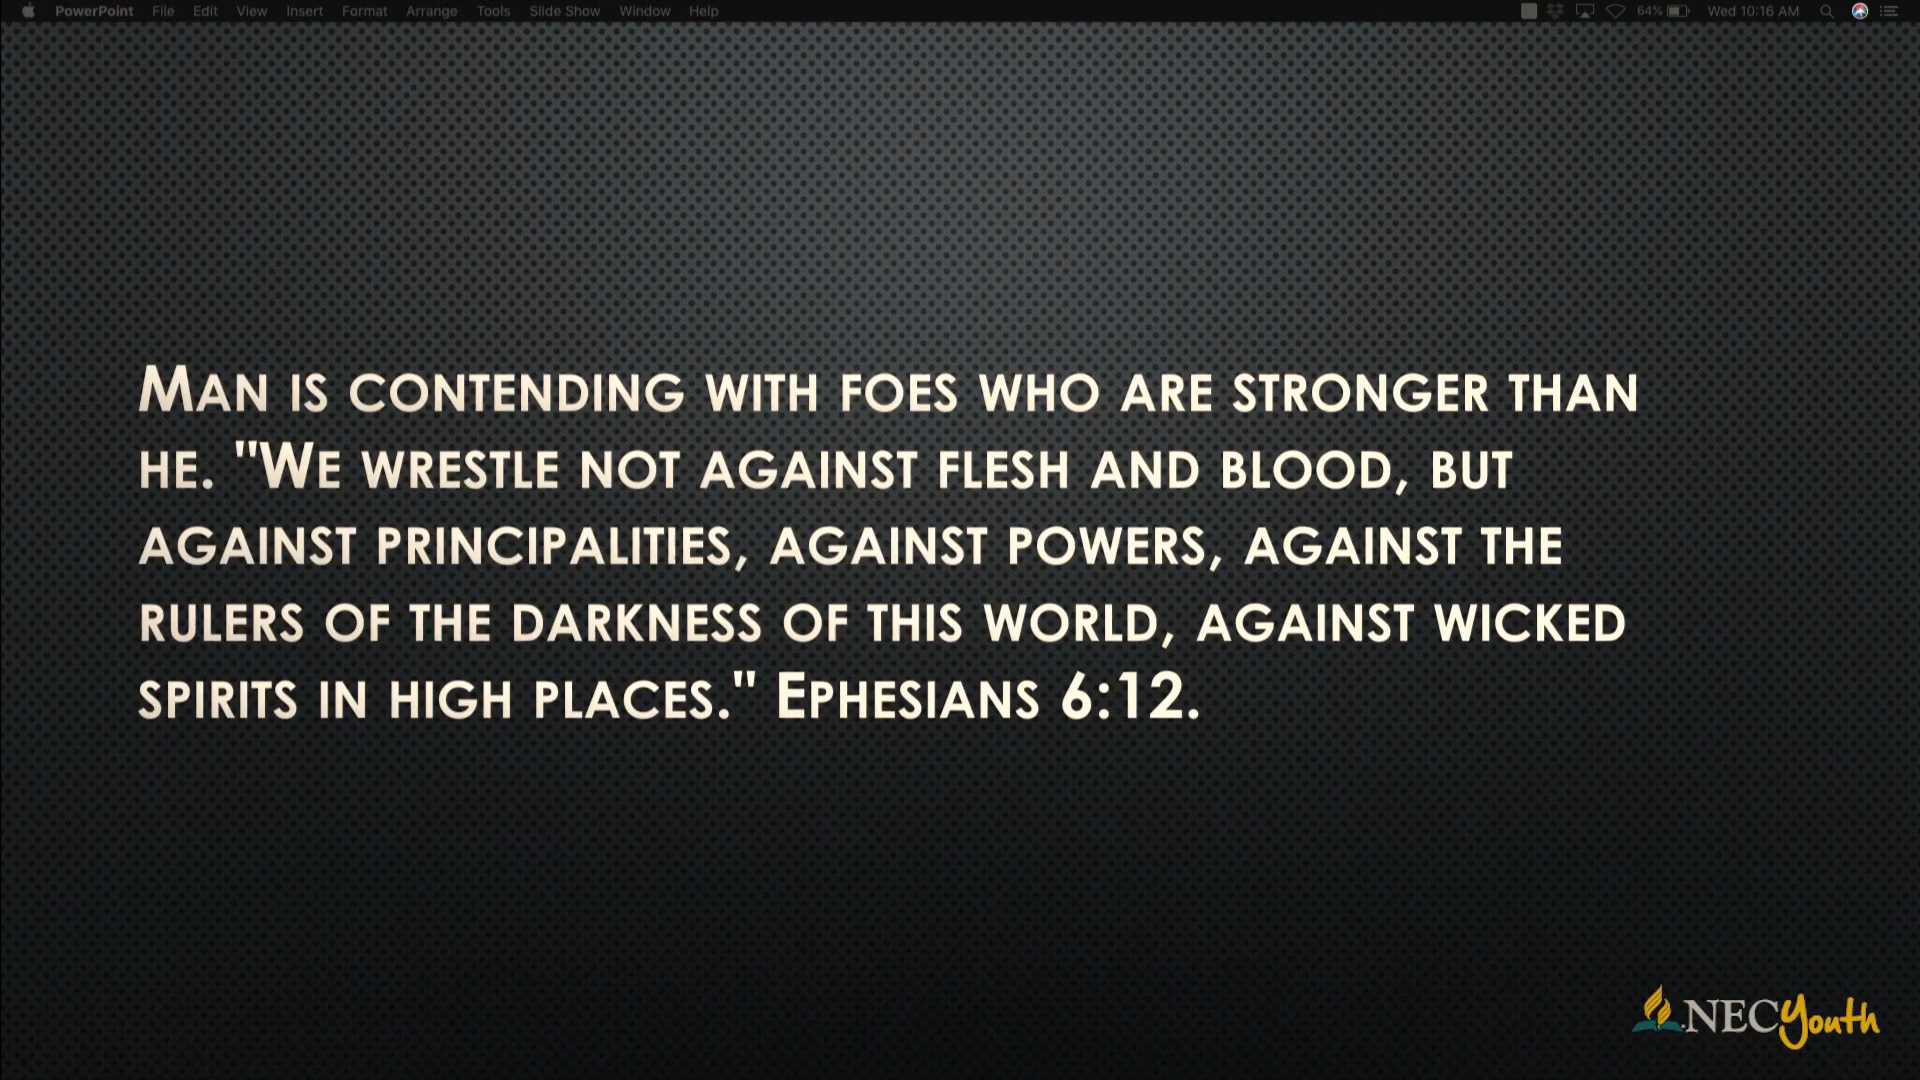 PowerPoint File Edit View Insert Format Arrange Tools Slide Show Window Help 64% Wed 10:16 AM
Man is contending with foes who are stronger than
he. "We wrestle not against flesh and blood, but
against principalities, against powers, against the
rulers of the darkness of this world, against wicked
spirits in high places." Ephesians 6:12.
NECYouth